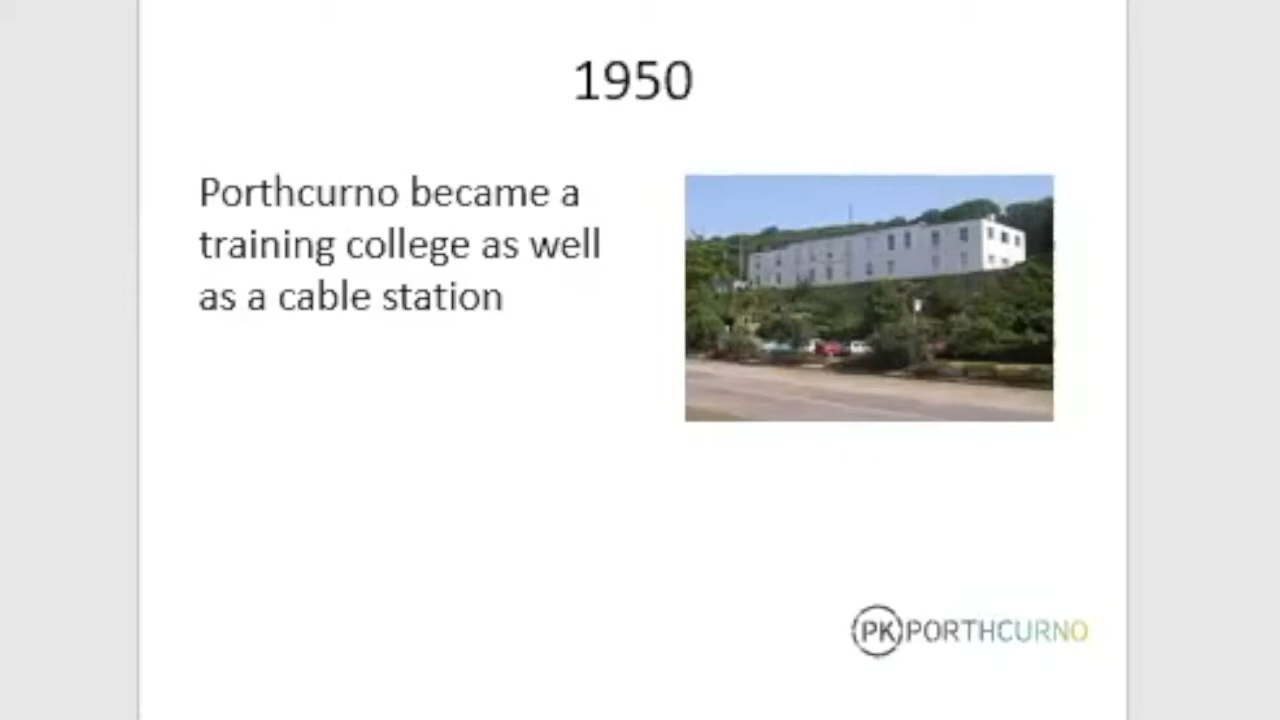 1950
Porthcurno became a
training college as well
as a cable station
PK PORTHCURNO